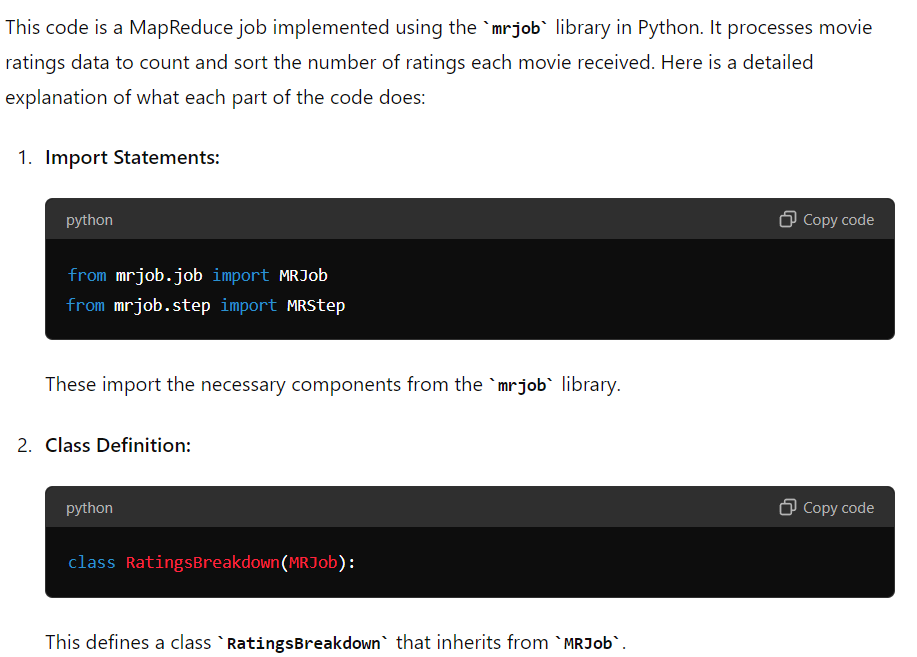 This code is a MapReduce job implemented using the `mrjob` library in Python. It processes movie
ratings data to count and sort the number of ratings each movie received. Here is a detailed
explanation of what each part of the code does:
1. Import Statements:
python Copy code
from mrjob.job import MRJob
from mrjob.step import MRStep
These import the necessary components from the `mrjob` library.
2. Class Definition:
python Copy code
class RatingsBreakdown(MRJob):
This defines a class `RatingsBreakdown` that inherits from `MRJob`.